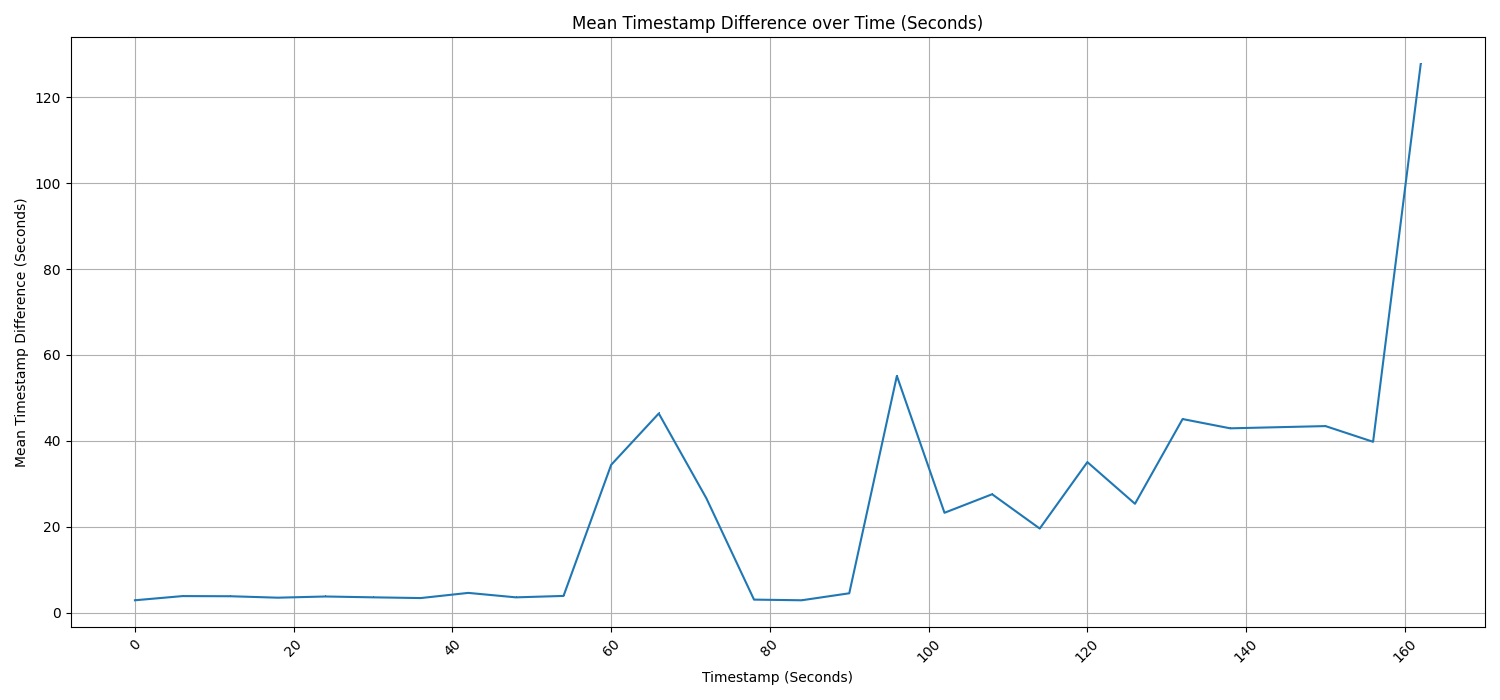 Mean Timestamp Difference over Time (Seconds)
Mean Timestamp Difference (Seconds)
120
100
80
60
40
20
0
0 20 40 60 80 100 120 140 160
Timestamp (Seconds)